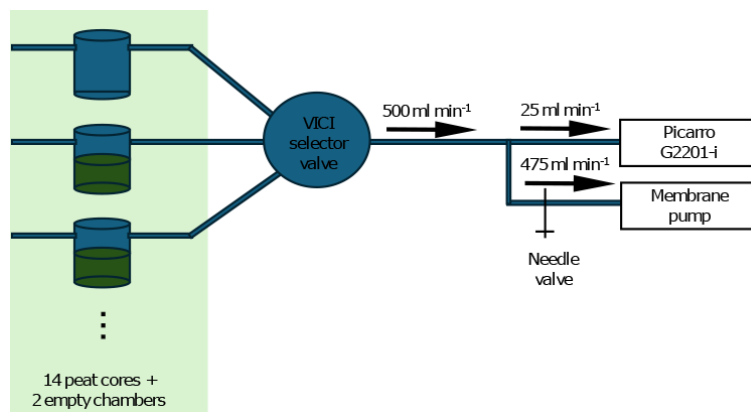 VICI
selector
valve
500 ml min⁻¹
25 ml min⁻¹
Picarro
G2201-i
475 ml min⁻¹
Membrane
pump
Needle
valve
14 peat cores +
2 empty chambers